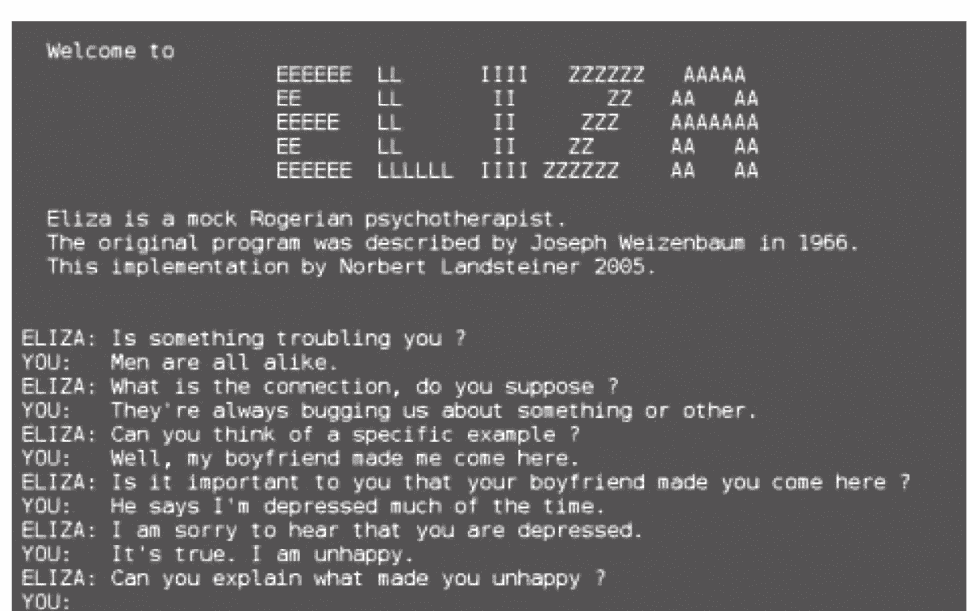 Welcome to
EEEEEE LL IIII ZZZZZZ AAAAA
EE LL II ZZ AA AA
EEEEE LL II ZZZ AAAAAAA
EE LL II ZZ AA AA
EEEEEE LLLLLL IIII ZZZZZZ AA AA
Eliza is a mock Rogerian psychotherapist.
The original program was described by Joseph Weizenbaum in 1966.
This implementation by Norbert Landsteiner 2005.
ELIZA: Is something troubling you ?
YOU: Men are all alike.
ELIZA: What is the connection, do you suppose ?
YOU: They're always bugging us about something or other.
ELIZA: Can you think of a specific example ?
YOU: Well, my boyfriend made me come here.
ELIZA: Is it important to you that your boyfriend made you come here ?
YOU: He says I'm depressed much of the time.
ELIZA: I am sorry to hear that you are depressed.
YOU: It's true. I am unhappy.
ELIZA: Can you explain what made you unhappy ?
YOU: